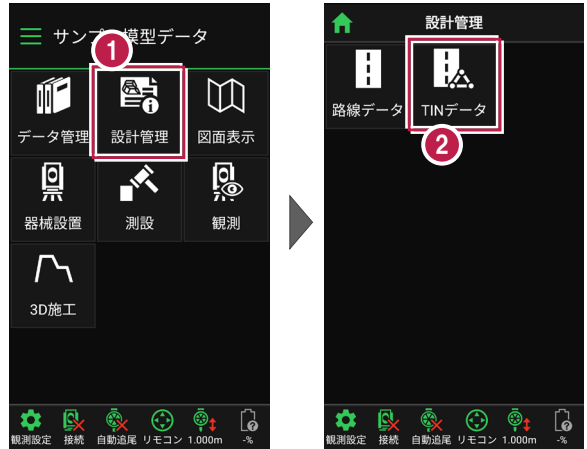 サンプル模型データ
1
データ管理
設計管理
図面表示
器械設置
測設
観測
3D施工
観測設定
接続
自動追尾
リモコン
1.000m
-%
設計管理
路線データ
TINデータ
2
観測設定
接続
自動追尾
リモコン
1.000m
-%